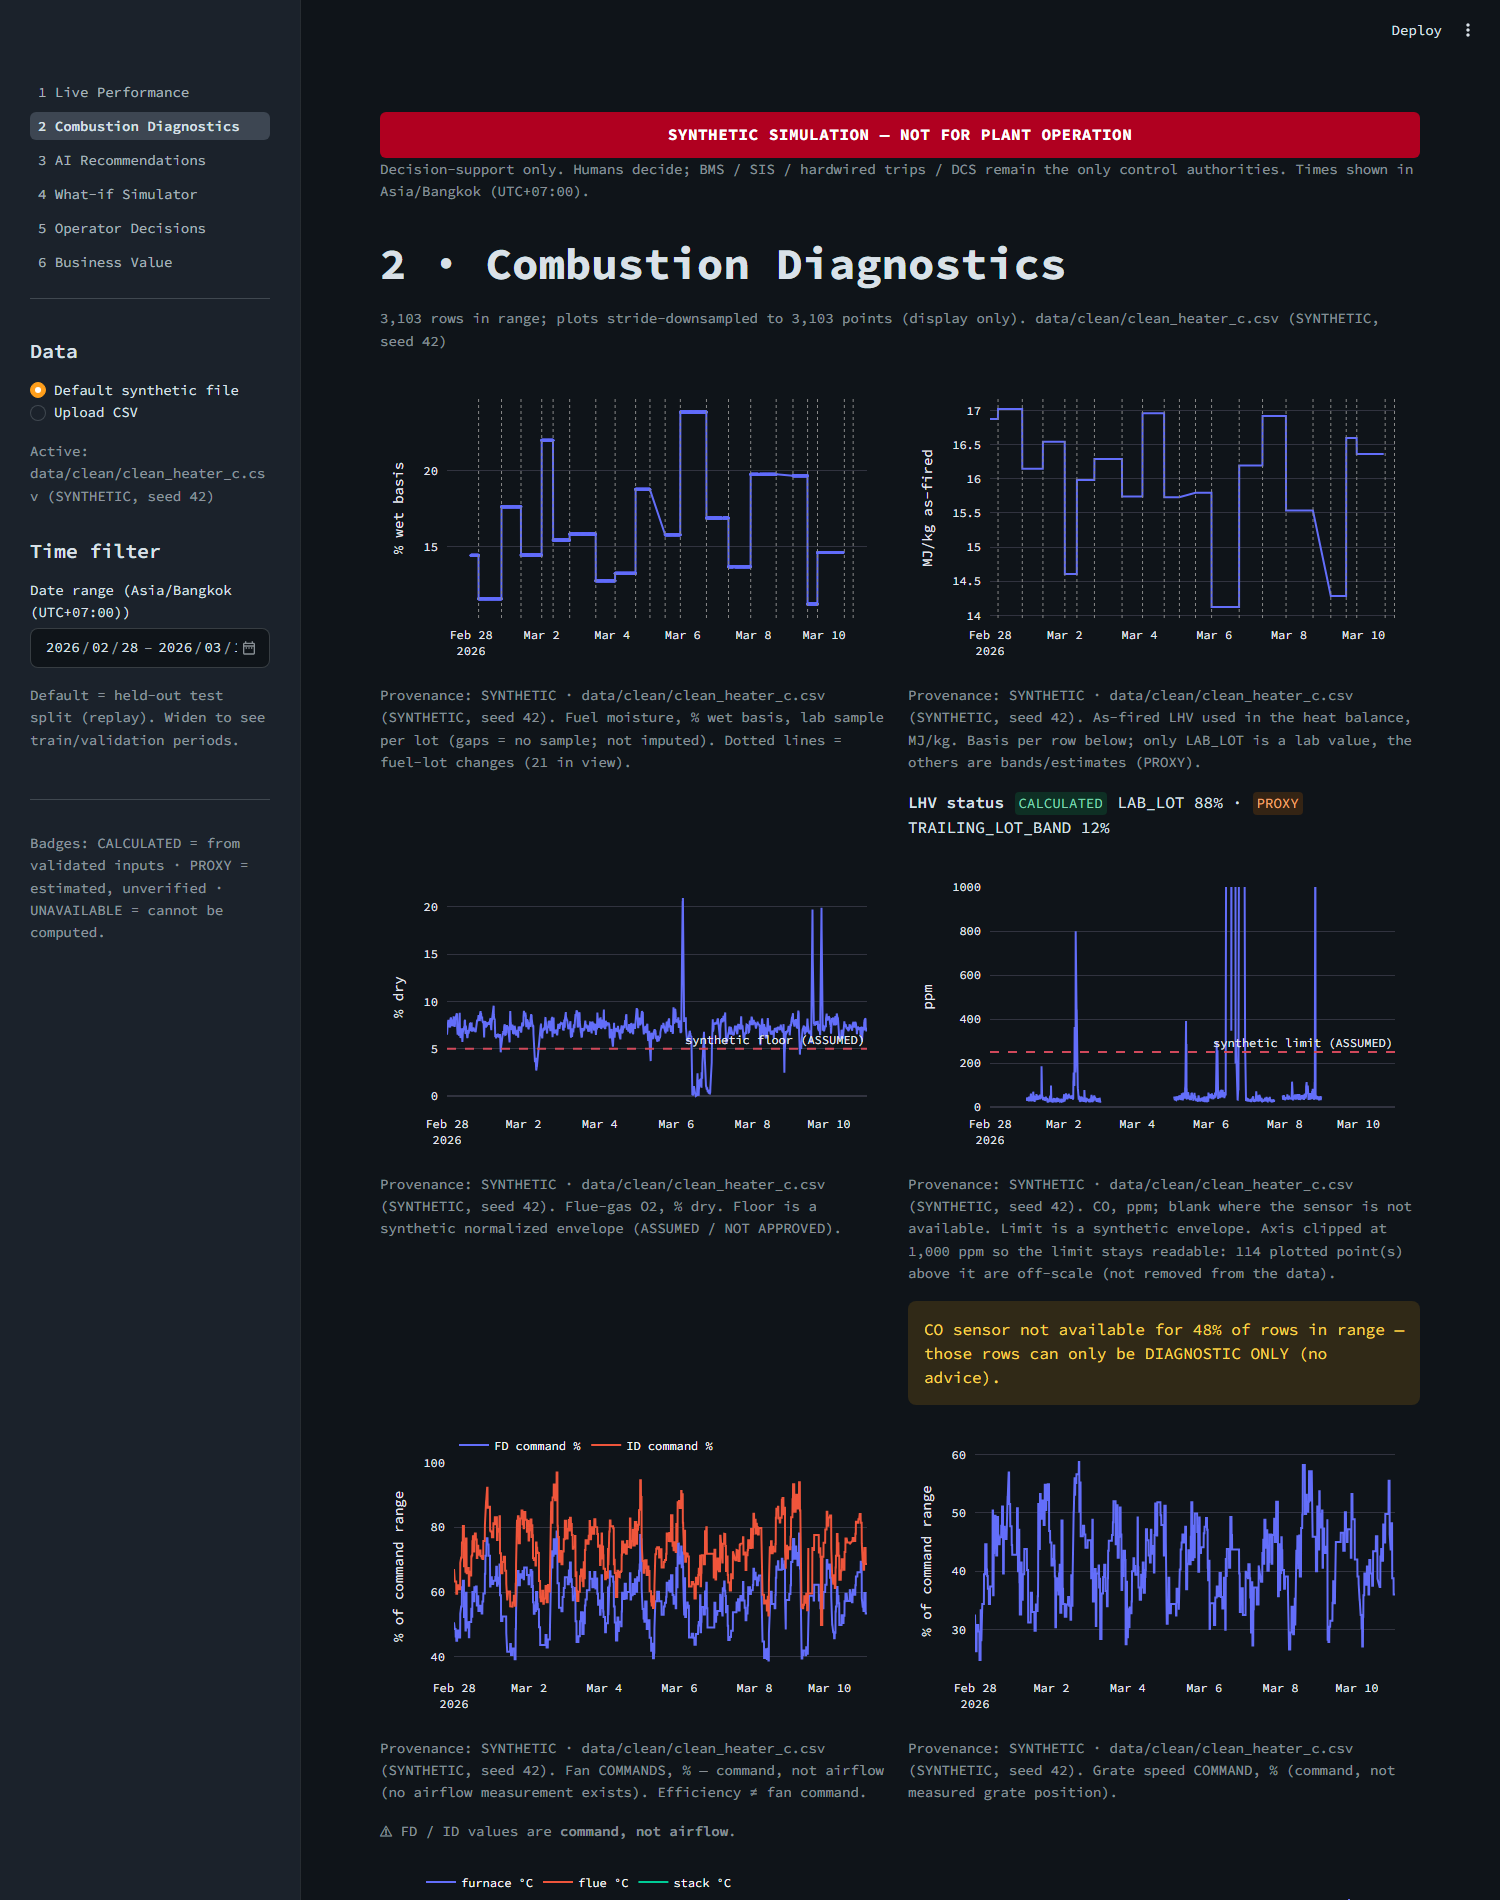 Deploy
1 Live Performance
2 Combustion Diagnostics
3 AI Recommendations
4 What-if Simulator
5 Operator Decisions
6 Business Value
Data
Default synthetic file
Upload CSV
Active:
data/clean/clean_heater_c.cs
v (SYNTHETIC, seed 42)
Time filter
Date range (Asia/Bangkok
(UTC+07:00))
2026/02/28 – 2026/03/
Default = held-out test
split (replay). Widen to see
train/validation periods.
Badges: CALCULATED = from
validated inputs · PROXY =
estimated, unverified ·
UNAVAILABLE = cannot be
computed.
SYNTHETIC SIMULATION — NOT FOR PLANT OPERATION
Decision-support only. Humans decide; BMS / SIS / hardwired trips / DCS remain the only control authorities. Times shown in
Asia/Bangkok (UTC+07:00).
2 · Combustion Diagnostics
3,103 rows in range; plots stride-downsampled to 3,103 points (display only). data/clean/clean_heater_c.csv (SYNTHETIC,
seed 42)
% wet basis
20
15
Feb 28 Mar 2 Mar 4 Mar 6 Mar 8 Mar 10
2026
Provenance: SYNTHETIC · data/clean/clean_heater_c.csv
(SYNTHETIC, seed 42). Fuel moisture, % wet basis, lab sample
per lot (gaps = no sample; not imputed). Dotted lines =
fuel-lot changes (21 in view).
MJ/kg as-fired
17
16.5
16
15.5
15
14.5
14
Feb 28 Mar 2 Mar 4 Mar 6 Mar 8 Mar 10
2026
Provenance: SYNTHETIC · data/clean/clean_heater_c.csv
(SYNTHETIC, seed 42). As-fired LHV used in the heat balance,
MJ/kg. Basis per row below; only LAB_LOT is a lab value, the
others are bands/estimates (PROXY).
LHV status CALCULATED LAB_LOT 88% · PROXY
TRAILING_LOT_BAND 12%
% dry
20
15
10
5
0
synthetic floor (ASSUMED)
Feb 28 Mar 2 Mar 4 Mar 6 Mar 8 Mar 10
2026
Provenance: SYNTHETIC · data/clean/clean_heater_c.csv
(SYNTHETIC, seed 42). Flue-gas O2, % dry. Floor is a
synthetic normalized envelope (ASSUMED / NOT APPROVED).
ppm
1000
800
600
400
200
0
synthetic limit (ASSUMED)
Feb 28 Mar 2 Mar 4 Mar 6 Mar 8 Mar 10
2026
Provenance: SYNTHETIC · data/clean/clean_heater_c.csv
(SYNTHETIC, seed 42). CO, ppm; blank where the sensor is not
available. Limit is a synthetic envelope. Axis clipped at
1,000 ppm so the limit stays readable: 114 plotted point(s)
above it are off-scale (not removed from the data).
CO sensor not available for 48% of rows in range —
those rows can only be DIAGNOSTIC ONLY (no
advice).
FD command % ID command %
% of command range
100
80
60
40
Feb 28 Mar 2 Mar 4 Mar 6 Mar 8 Mar 10
2026
Provenance: SYNTHETIC · data/clean/clean_heater_c.csv
(SYNTHETIC, seed 42). Fan COMMANDS, % — command, not airflow
(no airflow measurement exists). Efficiency ≠ fan command.
⚠ FD / ID values are command, not airflow.
% of command range
60
50
40
30
Feb 28 Mar 2 Mar 4 Mar 6 Mar 8 Mar 10
2026
Provenance: SYNTHETIC · data/clean/clean_heater_c.csv
(SYNTHETIC, seed 42). Grate speed COMMAND, % (command, not
measured grate position).
furnace °C flue °C stack °C